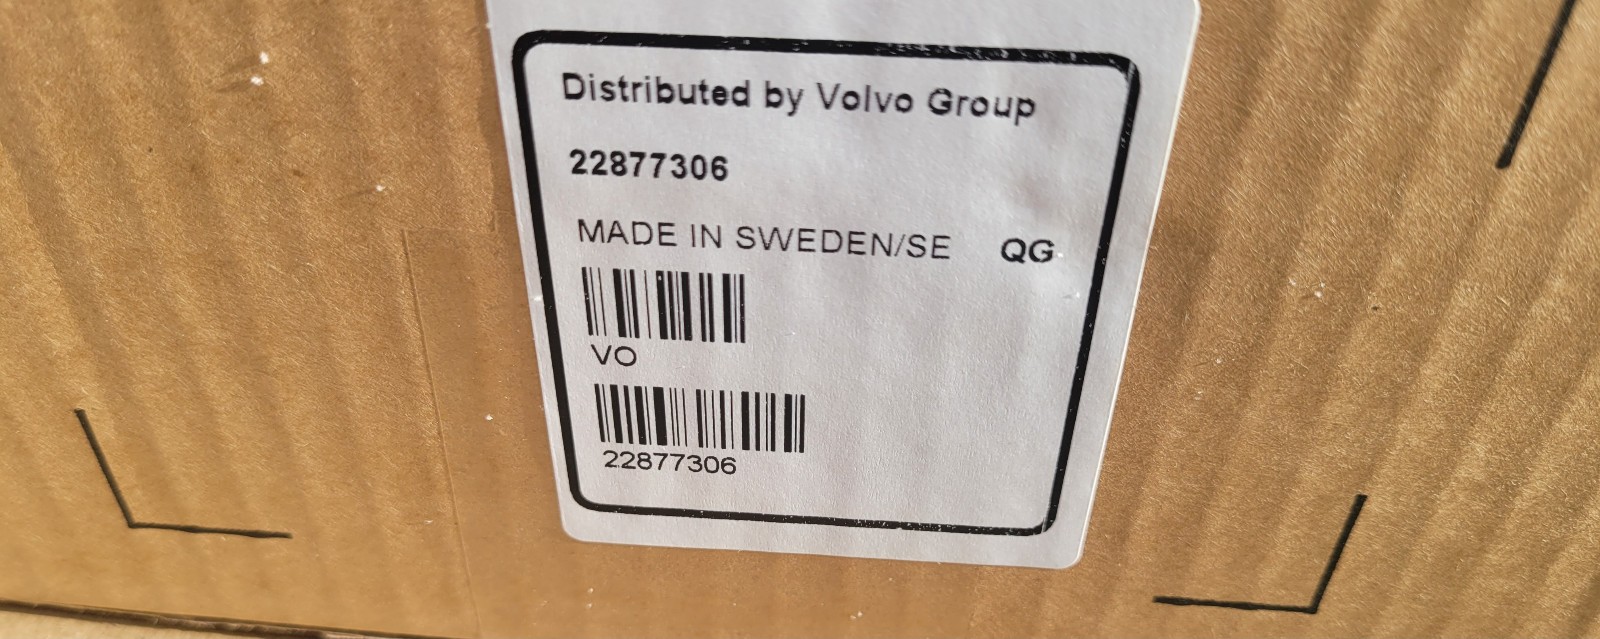 Distributed by Volvo Group
22877306
MADE IN SWEDEN/SE QG
VO
22877306